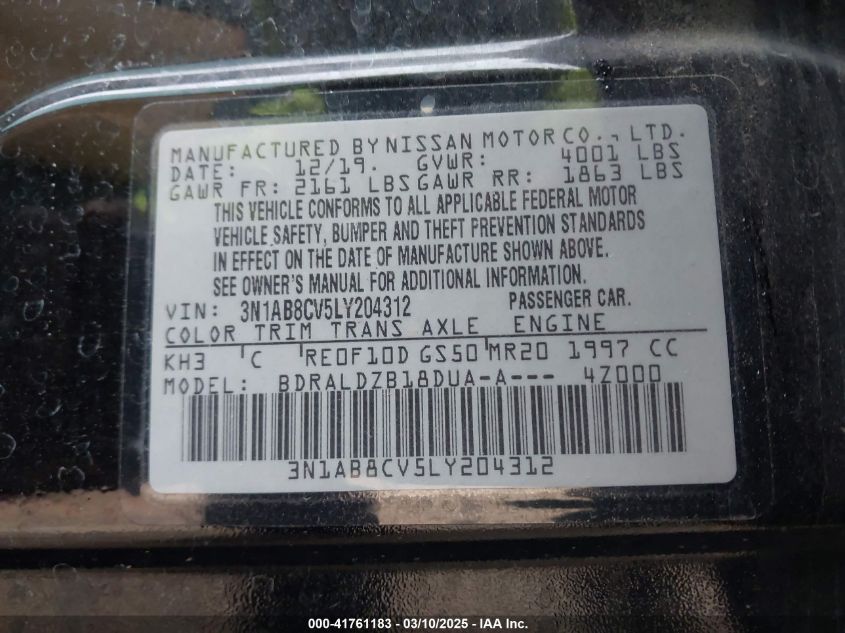 MANUFACTURED BY NISSAN MOTOR CO., LTD.
DATE: 12/19. GVWR: 4001 LBS
GAWR FR: 2161 LBS GAWR RR: 1863 LBS
THIS VEHICLE CONFORMS TO ALL APPLICABLE FEDERAL MOTOR
VEHICLE SAFETY, BUMPER AND THEFT PREVENTION STANDARDS
IN EFFECT ON THE DATE OF MANUFACTURE SHOWN ABOVE.
SEE OWNER'S MANUAL FOR ADDITIONAL INFORMATION.
VIN: 3N1AB8CV5LY204312 PASSENGER CAR.
COLOR TRIM TRANS AXLE ENGINE
KH3 C RE0F10D GS50 MR20 1997 CC
MODEL: BDRALDZB18DUA-A--- 4Z000
3N1AB8CV5LY204312
000-41761183 — 03/10/2025 — IAA Inc.